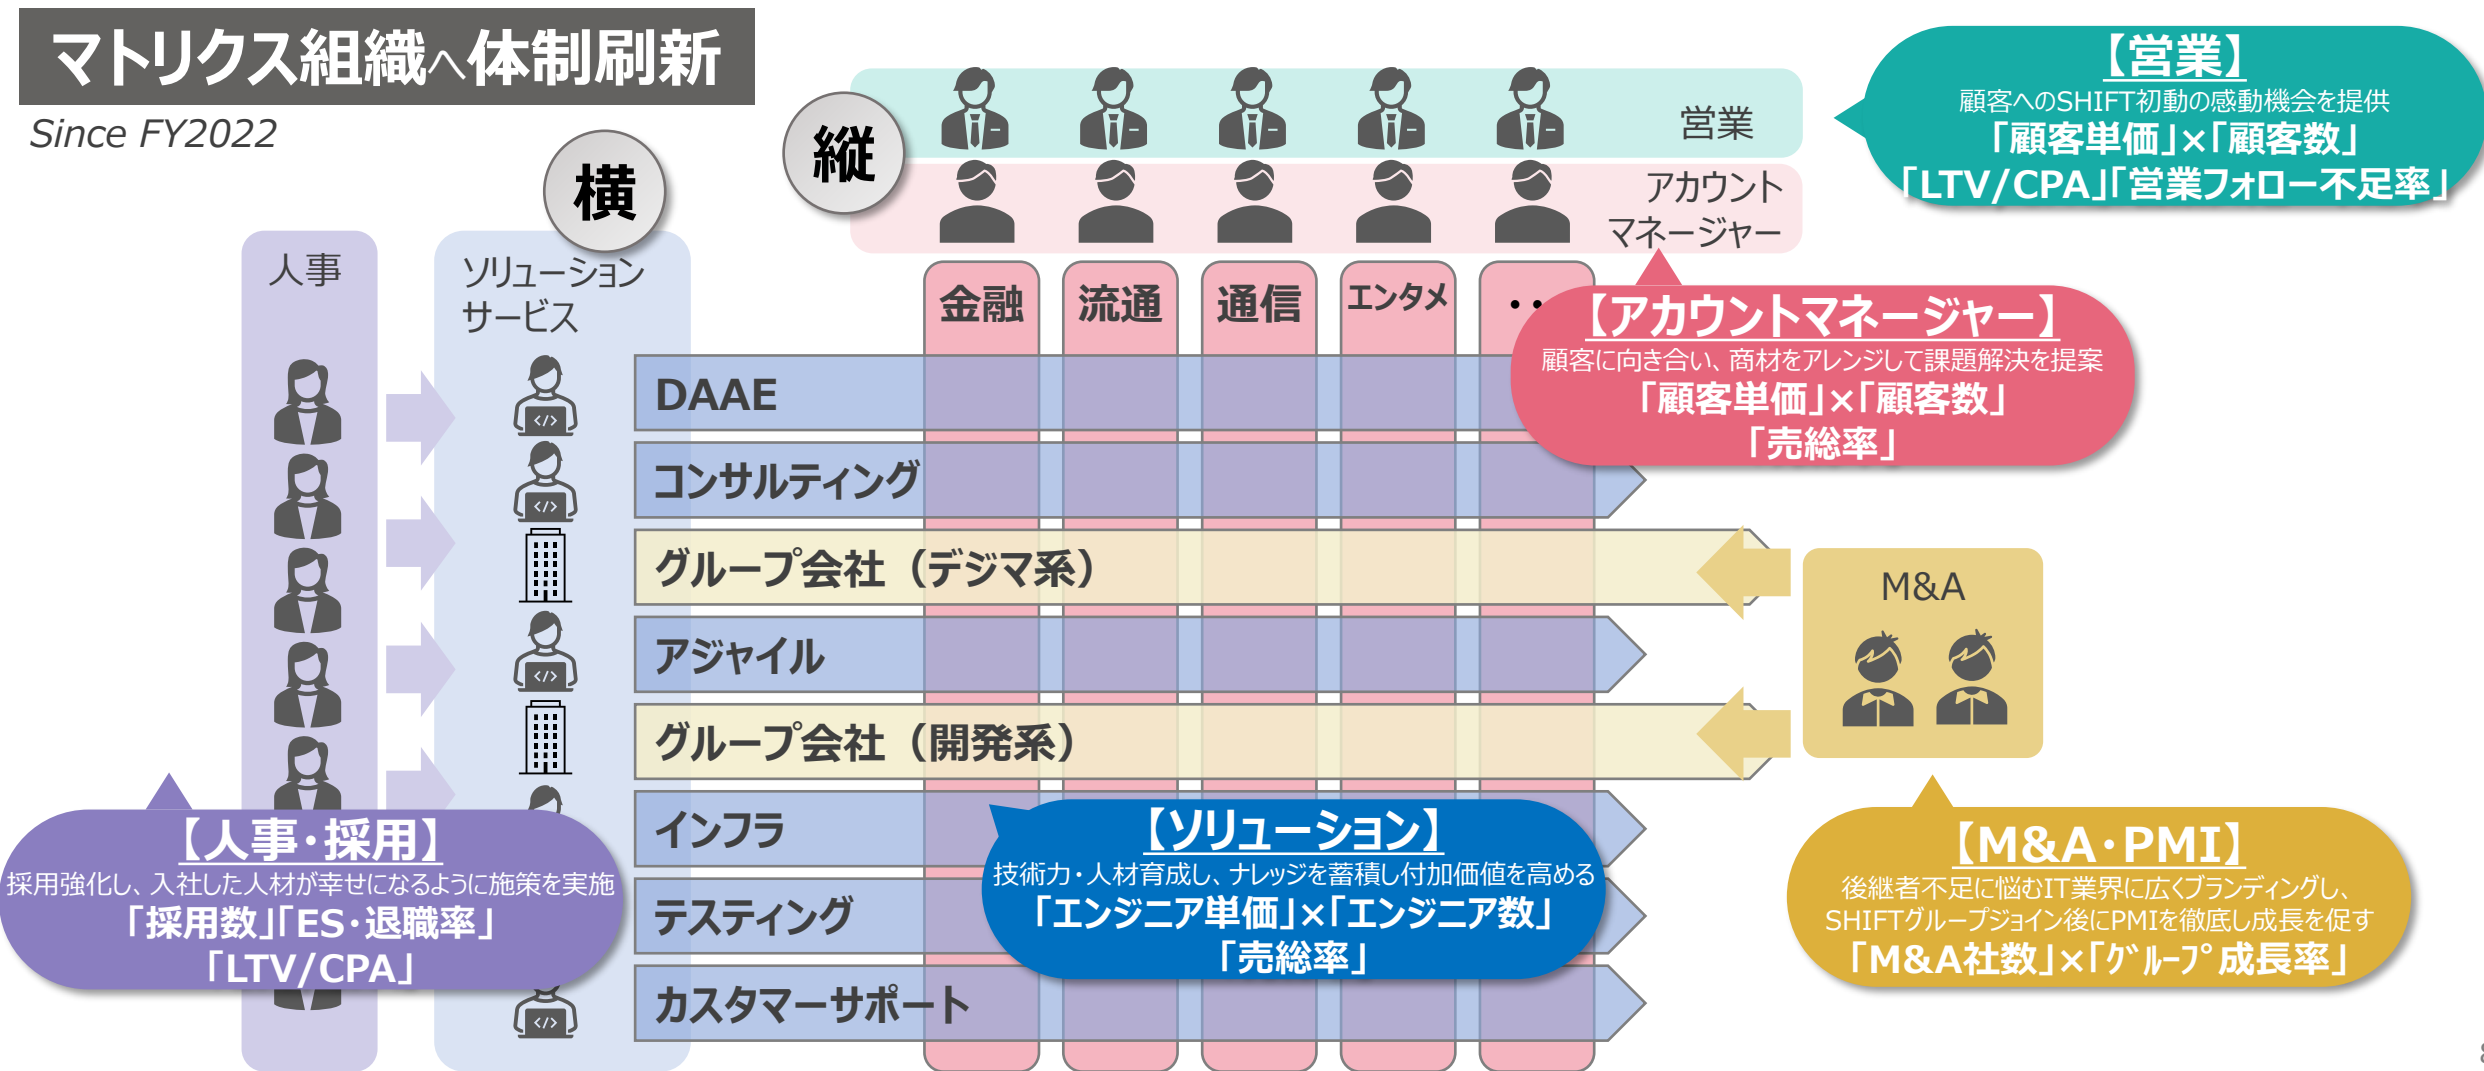 マトリクス組織へ体制刷新
Since FY2022
横
縦
営業
アカウント
マネージャー
【営業】
顧客へのSHIFT初動の感動機会を提供
「顧客単価」×「顧客数」
「LTV/CPA」「営業フォロー不足率」
人事
ソリューション
サービス
金融
流通
通信
エンタメ
・・
【アカウントマネージャー】
顧客に向き合い、商材をアレンジして課題解決を提案
「顧客単価」×「顧客数」
「売総率」
DAAE
コンサルティング
グループ会社（デジマ系）
アジャイル
グループ会社（開発系）
インフラ
テスティング
カスタマーサポート
M&A
【人事・採用】
採用強化し、入社した人材が幸せになるように施策を実施
「採用数」「ES・退職率」
「LTV/CPA」
【ソリューション】
技術力・人材育成し、ナレッジを蓄積し付加価値を高める
「エンジニア単価」×「エンジニア数」
「売総率」
【M&A・PMI】
後継者不足に悩むIT業界に広くブランディングし、
SHIFTグループジョイン後にPMIを徹底し成長を促す
「M&A社数」×「ｸﾞﾙｰﾌﾟ成長率」